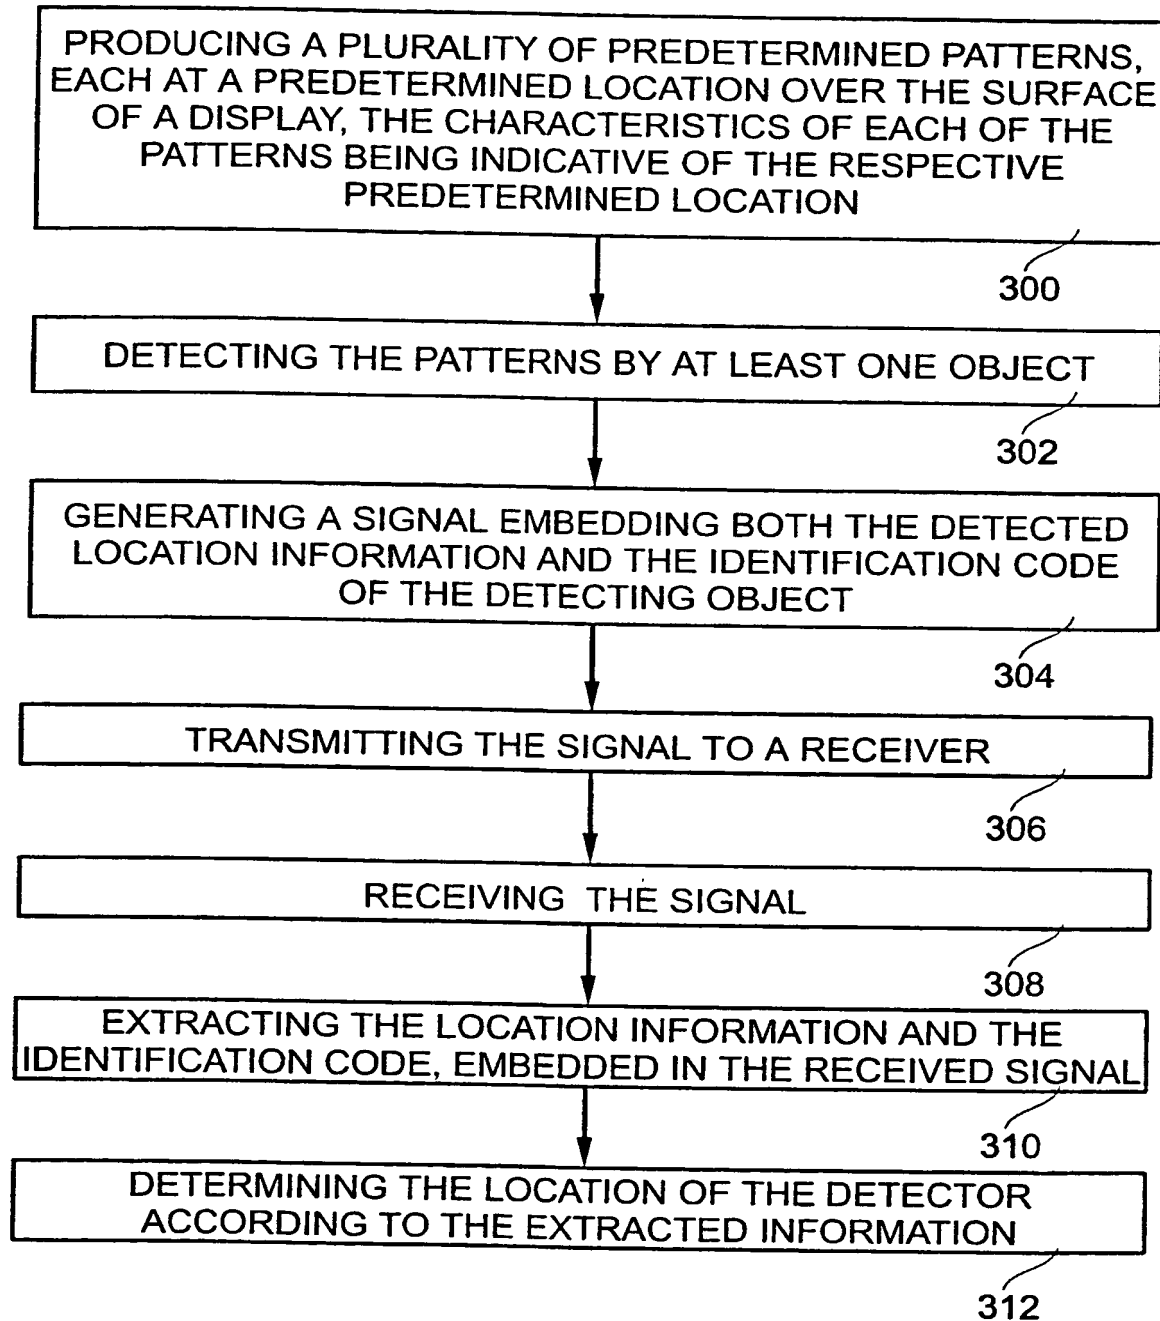 PRODUCING A PLURALITY OF PREDETERMINED PATTERNS,
EACH AT A PREDETERMINED LOCATION OVER THE SURFACE
OF A DISPLAY, THE CHARACTERISTICS OF EACH OF THE
PATTERNS BEING INDICATIVE OF THE RESPECTIVE
PREDETERMINED LOCATION
300
DETECTING THE PATTERNS BY AT LEAST ONE OBJECT
302
GENERATING A SIGNAL EMBEDDING BOTH THE DETECTED
LOCATION INFORMATION AND THE IDENTIFICATION CODE
OF THE DETECTING OBJECT
304
TRANSMITTING THE SIGNAL TO A RECEIVER
306
RECEIVING THE SIGNAL
308
EXTRACTING THE LOCATION INFORMATION AND THE
IDENTIFICATION CODE, EMBEDDED IN THE RECEIVED SIGNAL
310
DETERMINING THE LOCATION OF THE DETECTOR
ACCORDING TO THE EXTRACTED INFORMATION
312